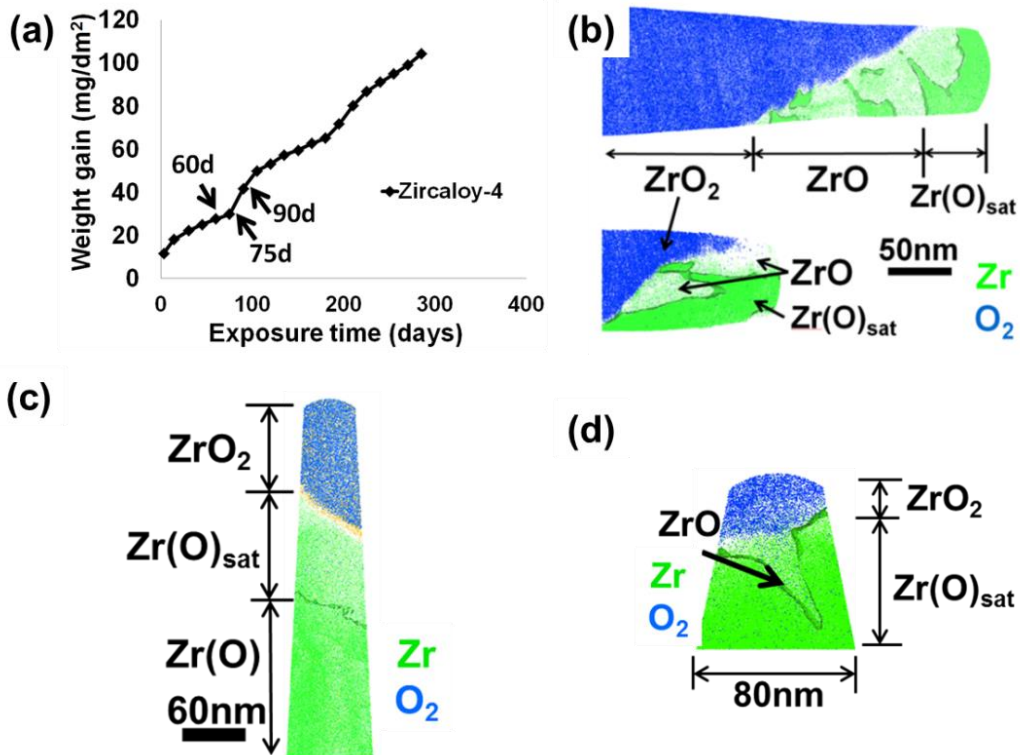 (a)
120
100
80
60
40
20
0
Weight gain (mg/dm²)
60d
90d
75d
Zircaloy-4
0 100 200 300 400
Exposure time (days)
(b)
ZrO₂ ZrO Zr(O)sat
50nm
ZrO
Zr(O)sat
Zr
O₂
(c)
ZrO₂
Zr(O)sat
Zr(O)
60nm
Zr
O₂
(d)
ZrO
ZrO₂
Zr(O)sat
Zr
O₂
80nm